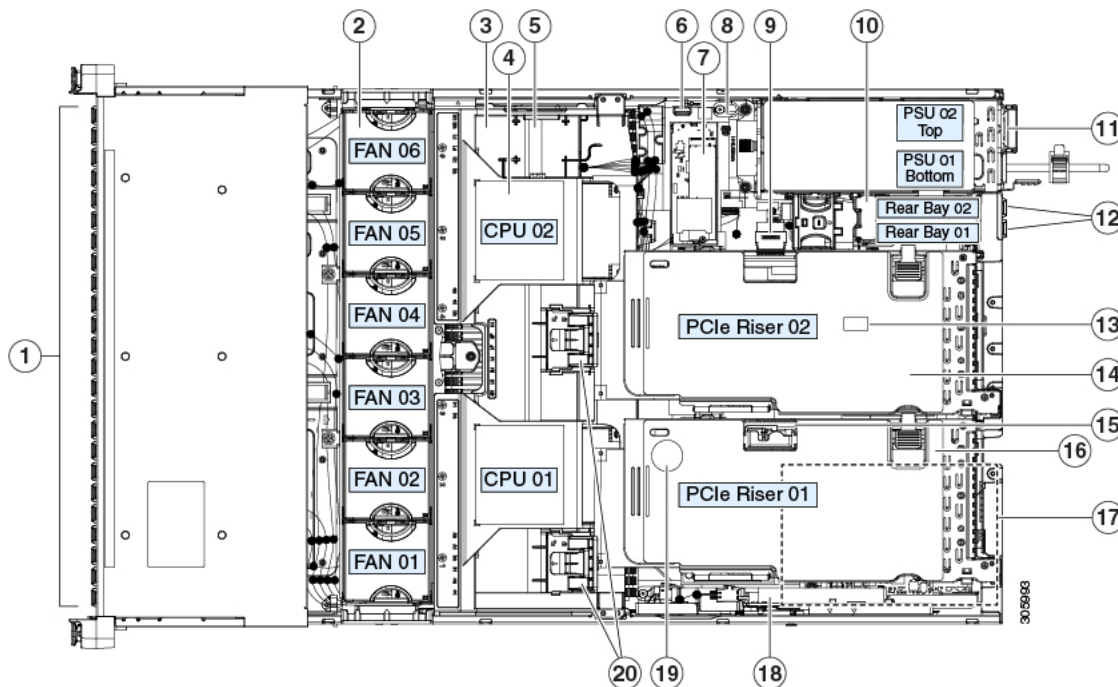 2
3
5
4
6
7
8
9
10
PSU 02
Top
PSU 01
Bottom
11
FAN 06
Rear Bay 02
Rear Bay 01
12
FAN 05
CPU 02
FAN 04
PCIe Riser 02
13
1
14
FAN 03
15
16
FAN 02
CPU 01
PCIe Riser 01
17
FAN 01
305993
20
19
18